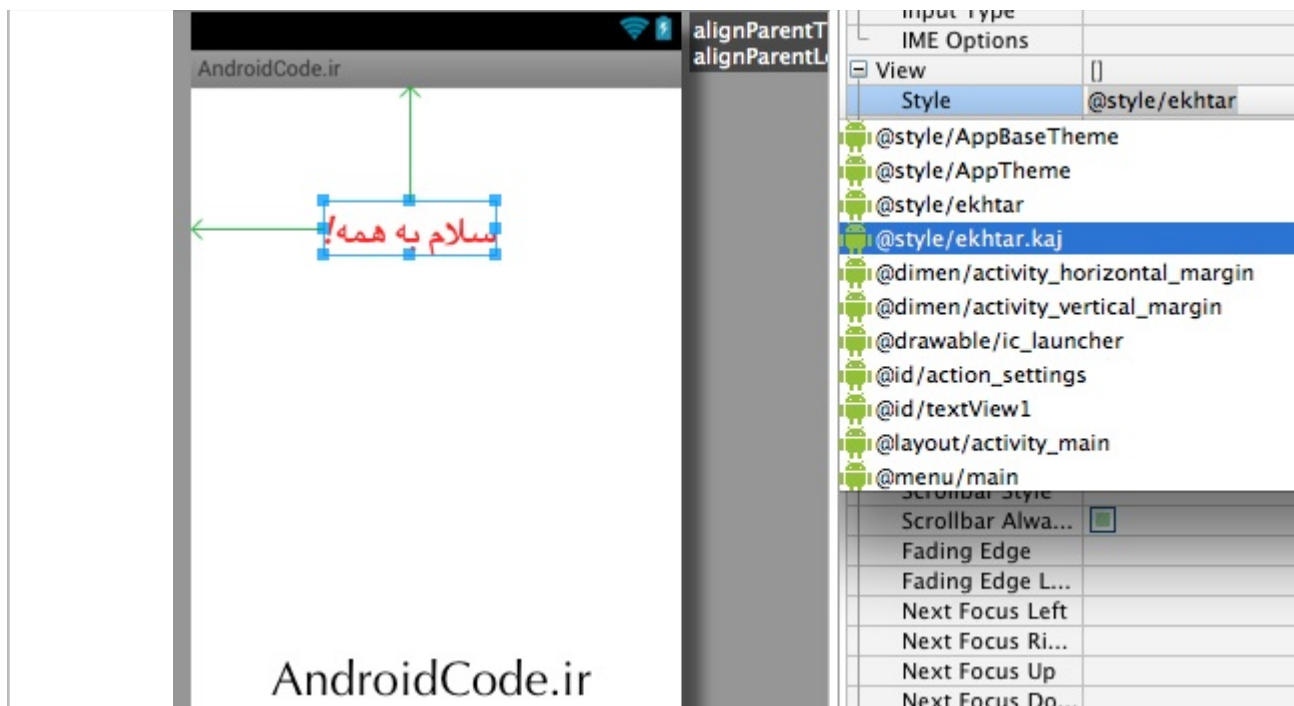 AndroidCode.ir
سلام به همه!
AndroidCode.ir
alignParentT
alignParentL
Input Type
IME Options
View []
Style @style/ekhtar
@style/AppBaseTheme
@style/AppTheme
@style/ekhtar
@style/ekhtar.kaj
@dimen/activity_horizontal_margin
@dimen/activity_vertical_margin
@drawable/ic_launcher
@id/action_settings
@id/textView1
@layout/activity_main
@menu/main
Scrollbar Style
Scrollbar Alwa...
Fading Edge
Fading Edge L...
Next Focus Left
Next Focus Ri...
Next Focus Up
Next Focus Do...